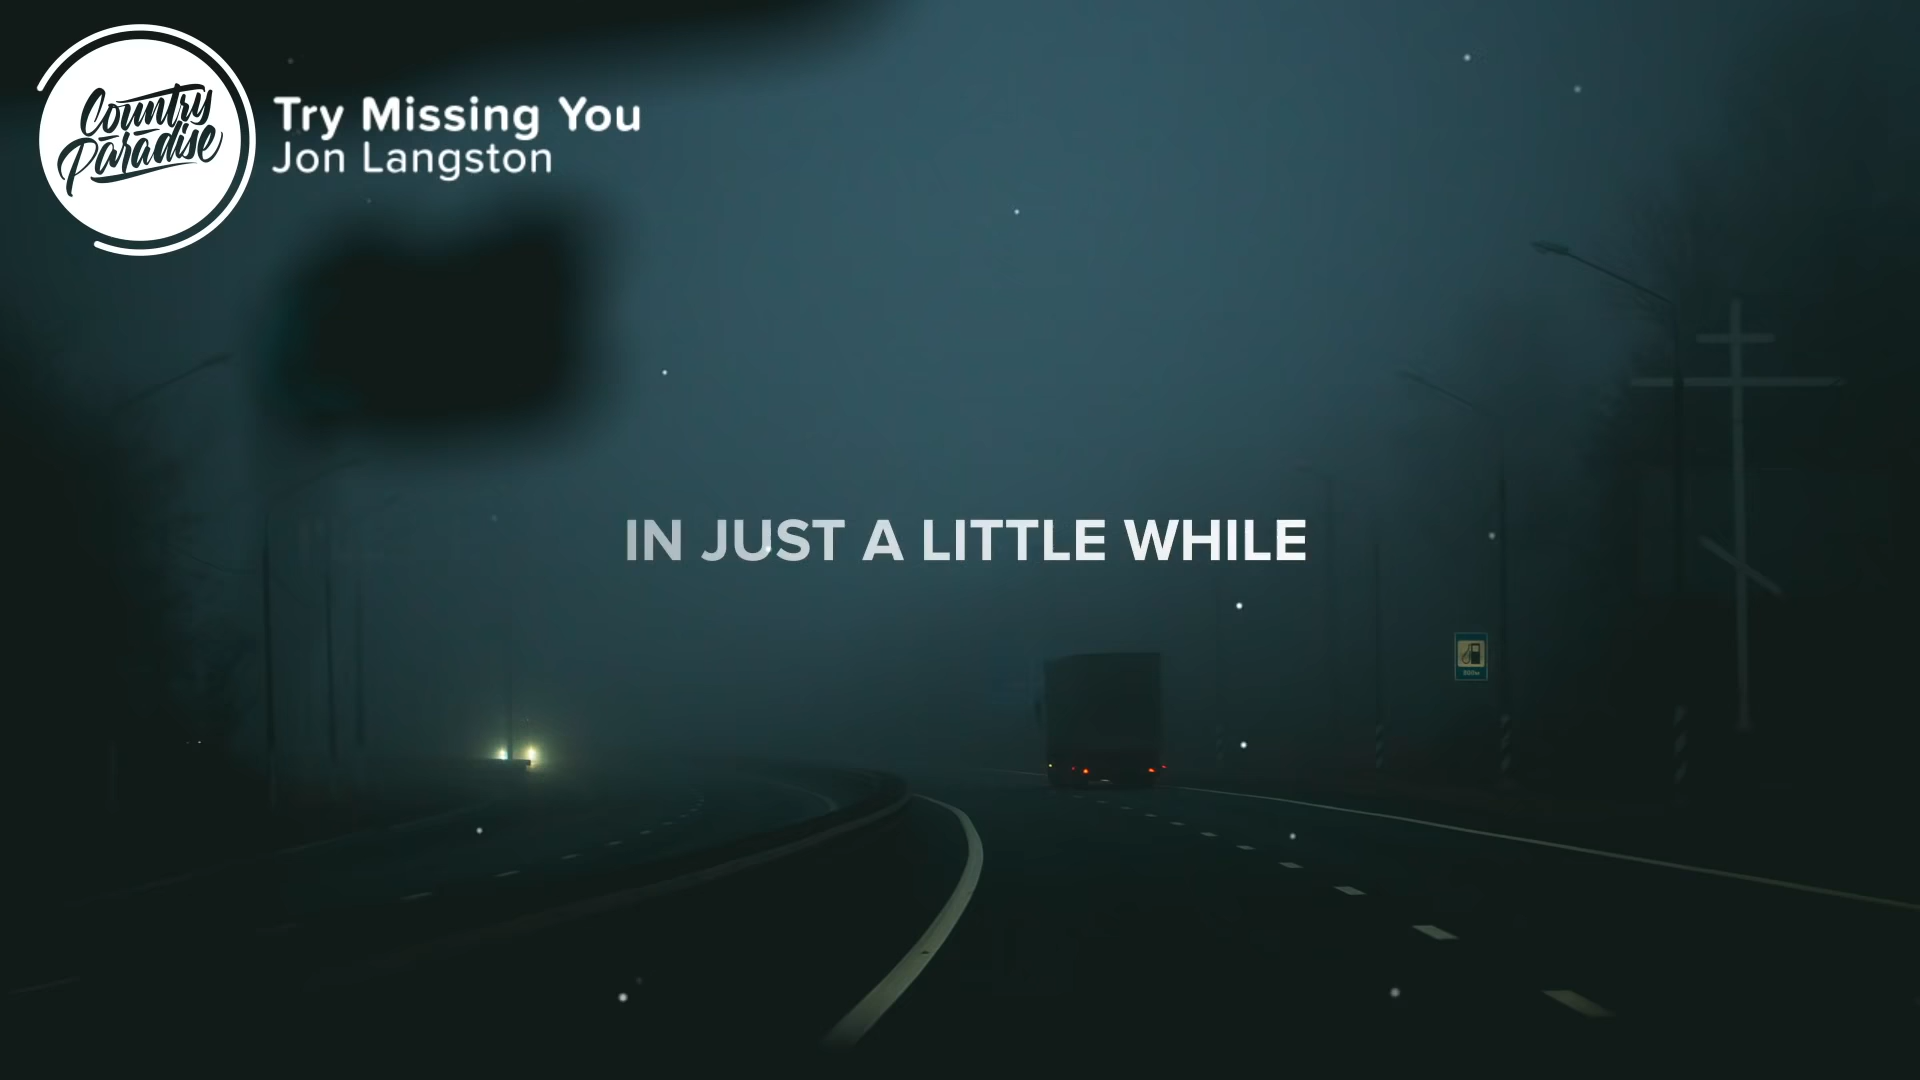 Country
Paradise
Try Missing You
Jon Langston
IN JUST A LITTLE WHILE